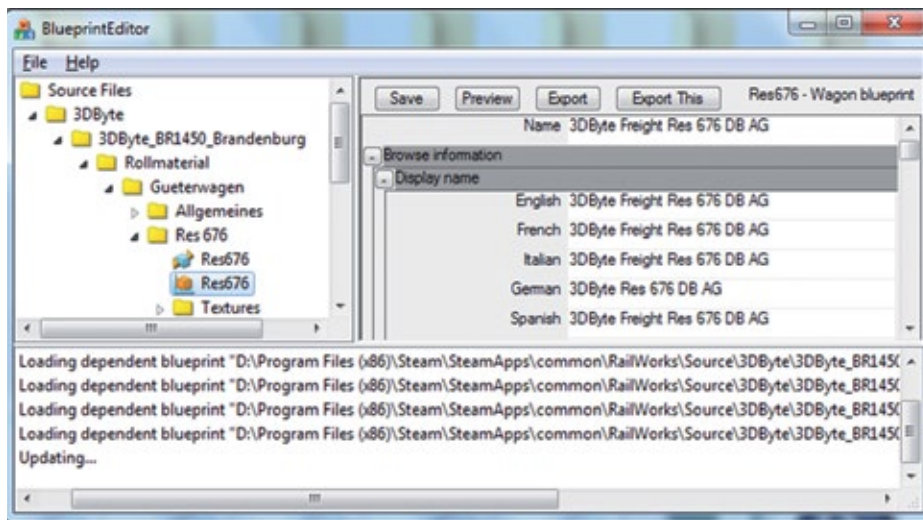 BlueprintEditor
File Help
Source Files
3DByte
3DByte_BR1450_Brandenburg
Rollmaterial
Gueterwagen
Allgemeines
Res 676
Res676
Res676
Textures
Save Preview Export Export This Res676 - Wagon blueprint
Name 3DByte Freight Res 676 DB AG
Browse information
Display name
English 3DByte Freight Res 676 DB AG
French 3DByte Freight Res 676 DB AG
Italian 3DByte Freight Res 676 DB AG
German 3DByte Res 676 DB AG
Spanish 3DByte Freight Res 676 DB AG
Loading dependent blueprint "D:\Program Files (x86)\Steam\SteamApps\common\RailWorks\Source\3DByte\3DByte_BR1450
Loading dependent blueprint "D:\Program Files (x86)\Steam\SteamApps\common\RailWorks\Source\3DByte\3DByte_BR1450
Loading dependent blueprint "D:\Program Files (x86)\Steam\SteamApps\common\RailWorks\Source\3DByte\3DByte_BR1450
Loading dependent blueprint "D:\Program Files (x86)\Steam\SteamApps\common\RailWorks\Source\3DByte\3DByte_BR1450
Updating...